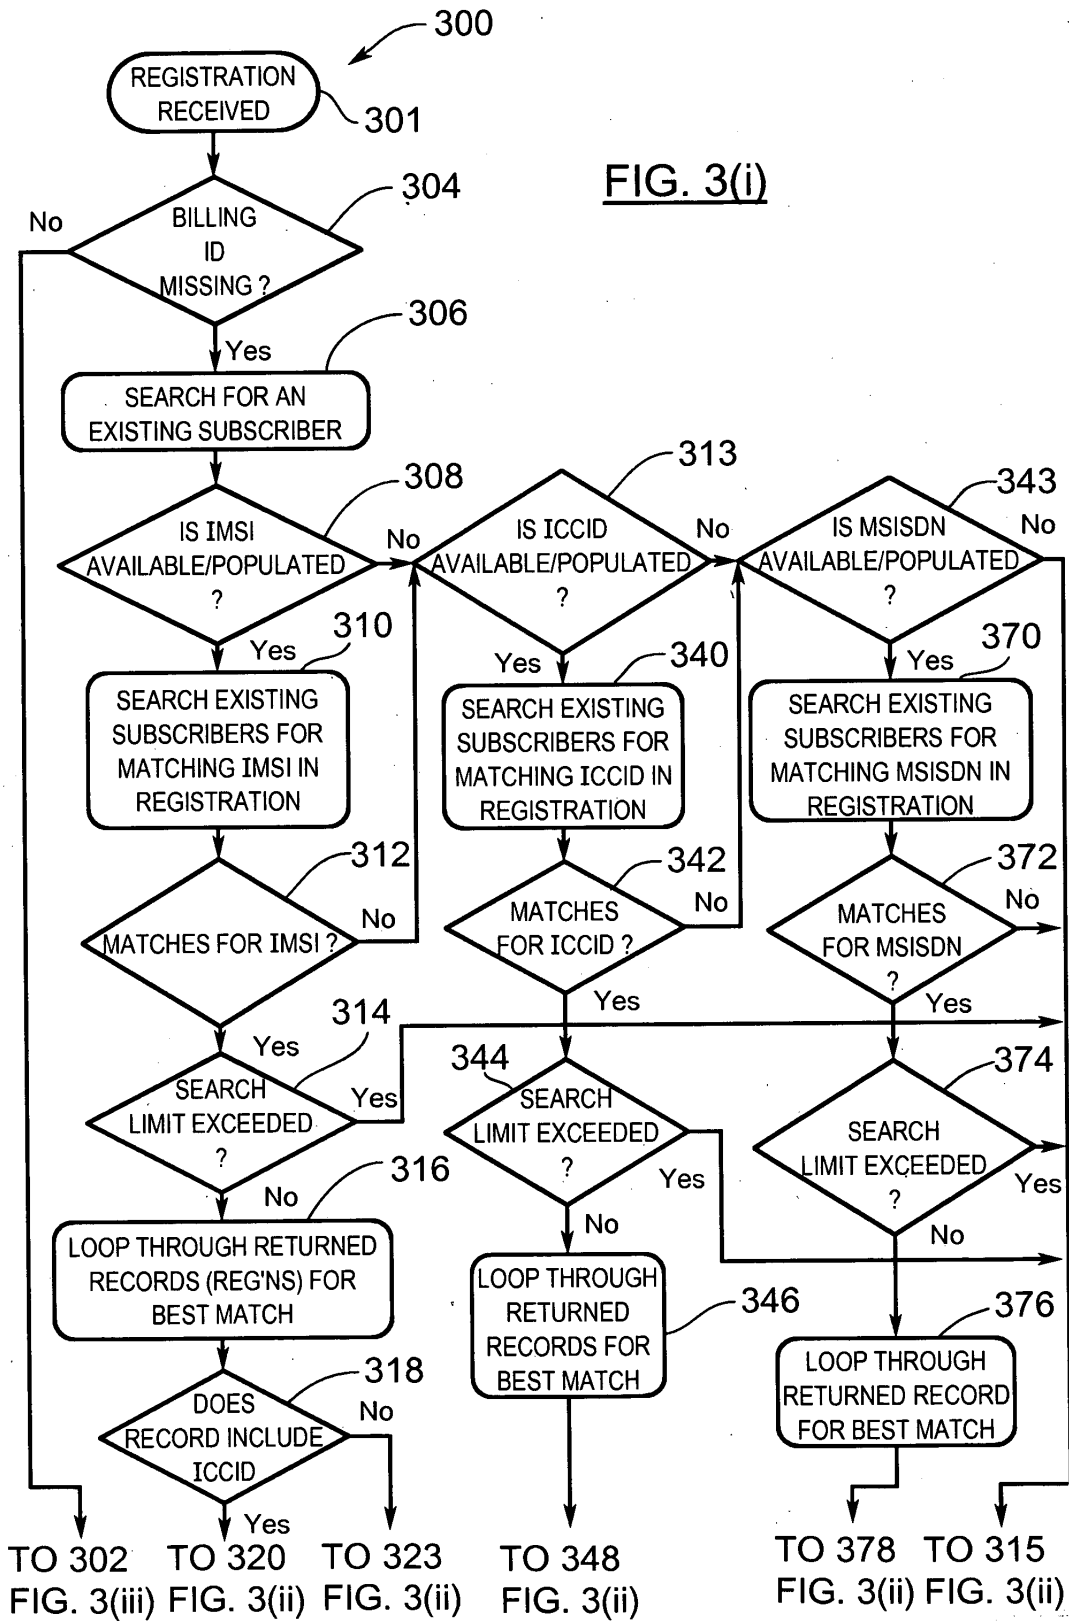 300
REGISTRATION
RECEIVED
301
FIG. 3(i)
304
No
BILLING
ID
MISSING ?
306
Yes
SEARCH FOR AN
EXISTING SUBSCRIBER
308
IS IMSI
AVAILABLE/POPULATED
?
No
313
IS ICCID
AVAILABLE/POPULATED
?
No
343
IS MSISDN
AVAILABLE/POPULATED
?
No
Yes
310
SEARCH EXISTING
SUBSCRIBERS FOR
MATCHING IMSI IN
REGISTRATION
Yes
340
SEARCH EXISTING
SUBSCRIBERS FOR
MATCHING ICCID IN
REGISTRATION
Yes
370
SEARCH EXISTING
SUBSCRIBERS FOR
MATCHING MSISDN IN
REGISTRATION
312
MATCHES FOR IMSI ?
No
342
MATCHES
FOR ICCID ?
No
372
MATCHES
FOR MSISDN
?
No
Yes
314
SEARCH
LIMIT EXCEEDED
?
Yes
Yes
344
SEARCH
LIMIT EXCEEDED
?
Yes
Yes
374
SEARCH
LIMIT EXCEEDED
?
Yes
No
316
LOOP THROUGH RETURNED
RECORDS (REG'NS) FOR
BEST MATCH
No
LOOP THROUGH
RETURNED
RECORDS FOR
BEST MATCH
346
No
376
LOOP THROUGH
RETURNED RECORD
FOR BEST MATCH
318
DOES
RECORD INCLUDE
ICCID
No
Yes
TO 302
FIG. 3(iii)
TO 320
FIG. 3(ii)
TO 323
FIG. 3(ii)
TO 348
FIG. 3(ii)
TO 378
FIG. 3(ii)
TO 315
FIG. 3(ii)